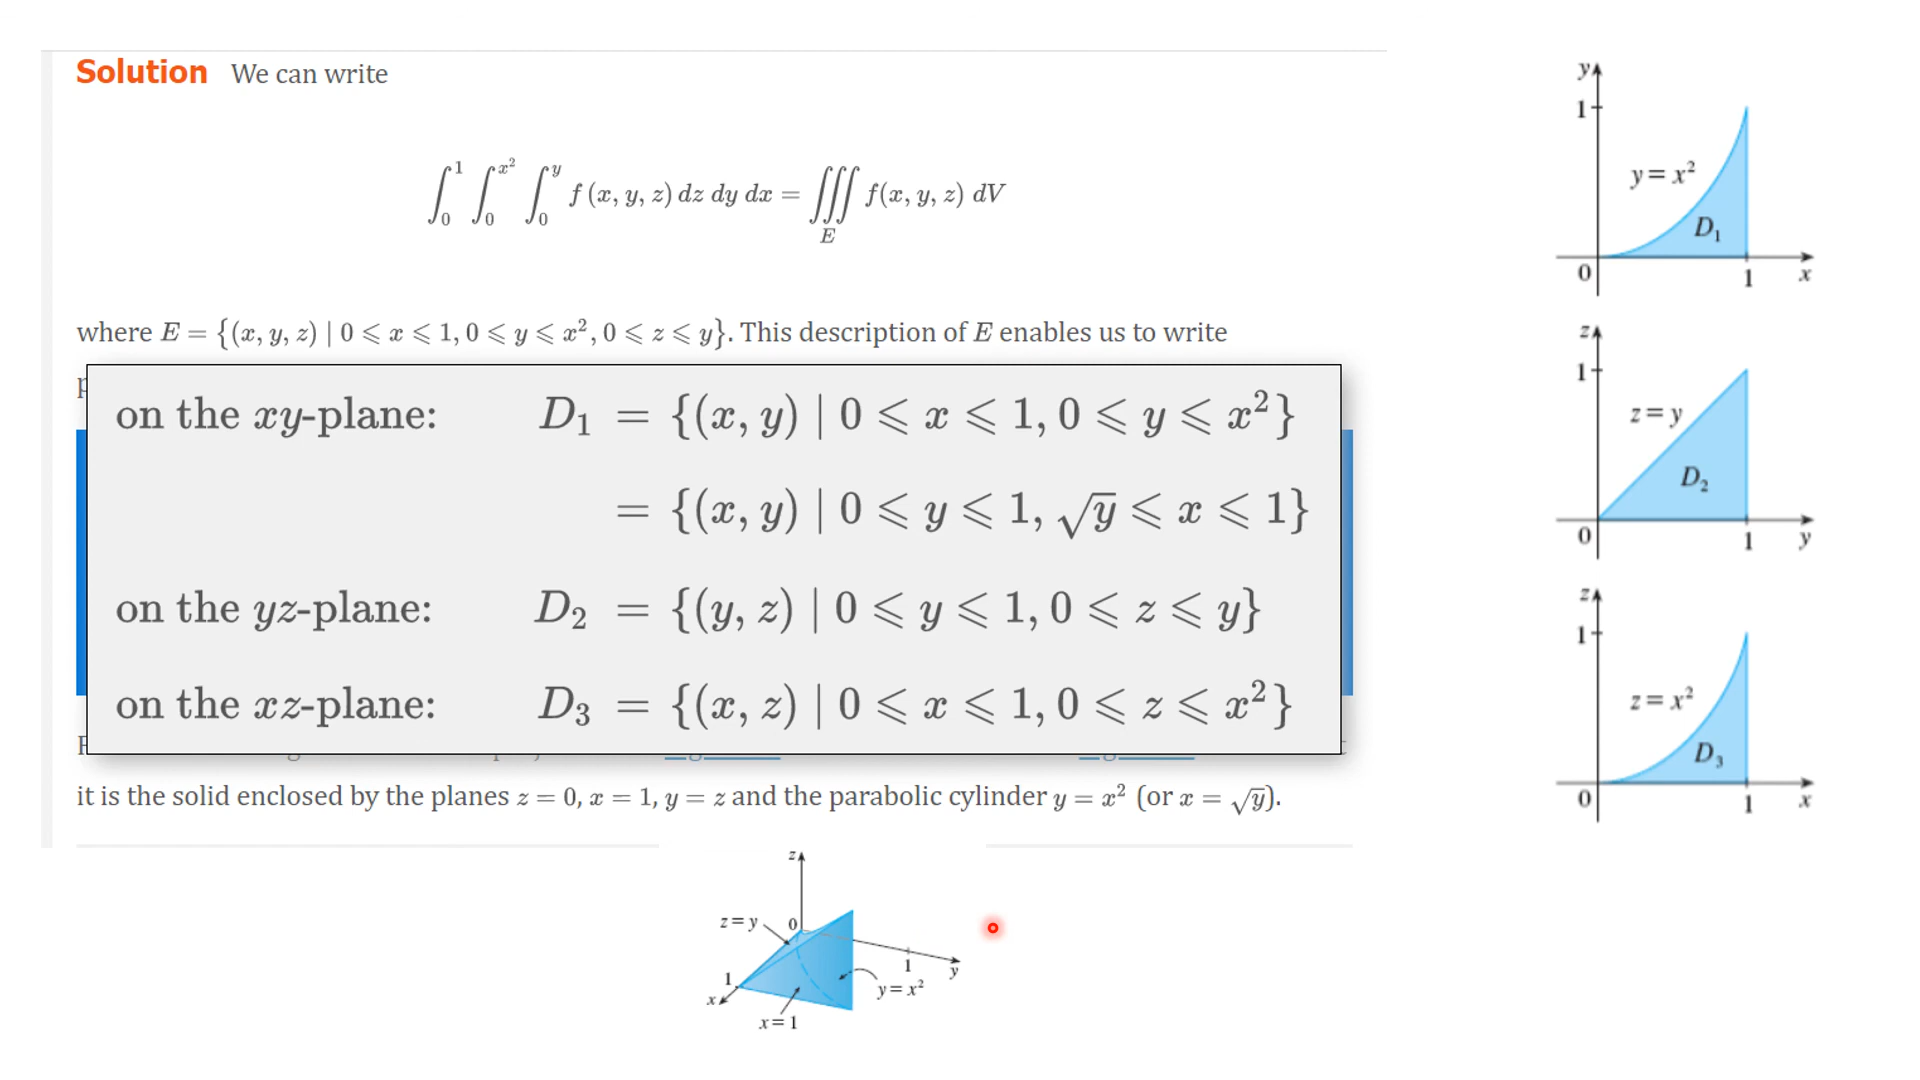 Solution We can write
∫₀¹ ∫₀^{x²} ∫₀^y f (x, y, z) dz dy dx = ∭_E f(x, y, z) dV
where E = {(x, y, z) | 0 ⩽ x ⩽ 1, 0 ⩽ y ⩽ x², 0 ⩽ z ⩽ y}. This description of E enables us to write
on the xy-plane: D₁ = {(x, y) | 0 ⩽ x ⩽ 1, 0 ⩽ y ⩽ x²}
= {(x, y) | 0 ⩽ y ⩽ 1, √y ⩽ x ⩽ 1}
on the yz-plane: D₂ = {(y, z) | 0 ⩽ y ⩽ 1, 0 ⩽ z ⩽ y}
on the xz-plane: D₃ = {(x, z) | 0 ⩽ x ⩽ 1, 0 ⩽ z ⩽ x²}
it is the solid enclosed by the planes z = 0, x = 1, y = z and the parabolic cylinder y = x² (or x = √y).
z
z = y
0
1
x
x = 1
y = x²
1
y
y
1
y = x²
D₁
0
1
x
z
1
z = y
D₂
0
1
y
z
1
z = x²
D₃
0
1
x